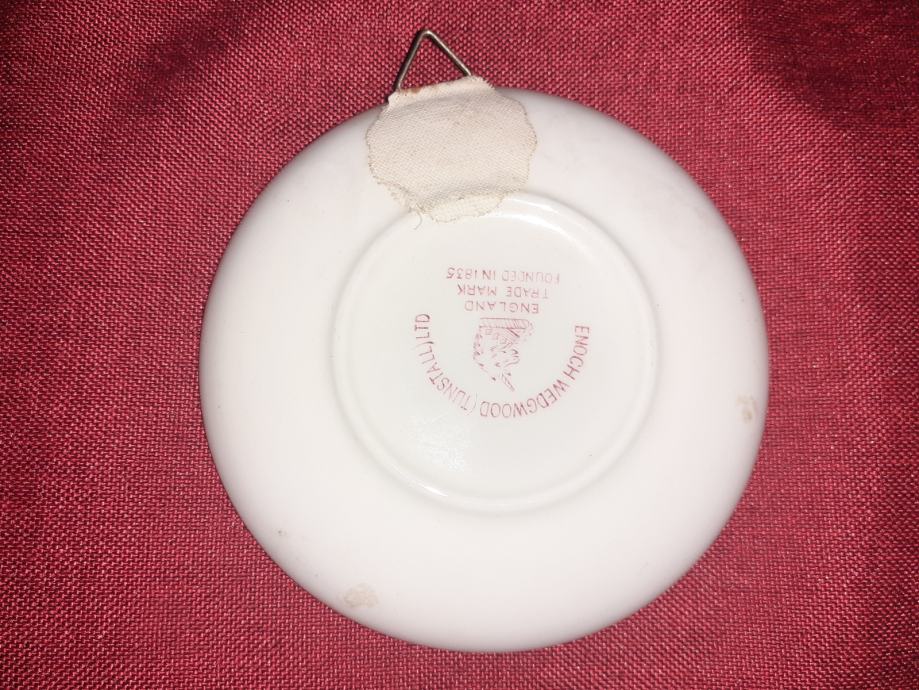 ENOCH WEDGWOOD (TUNSTALL) LTD
ENGLAND
TRADE MARK
FOUNDED IN 1835